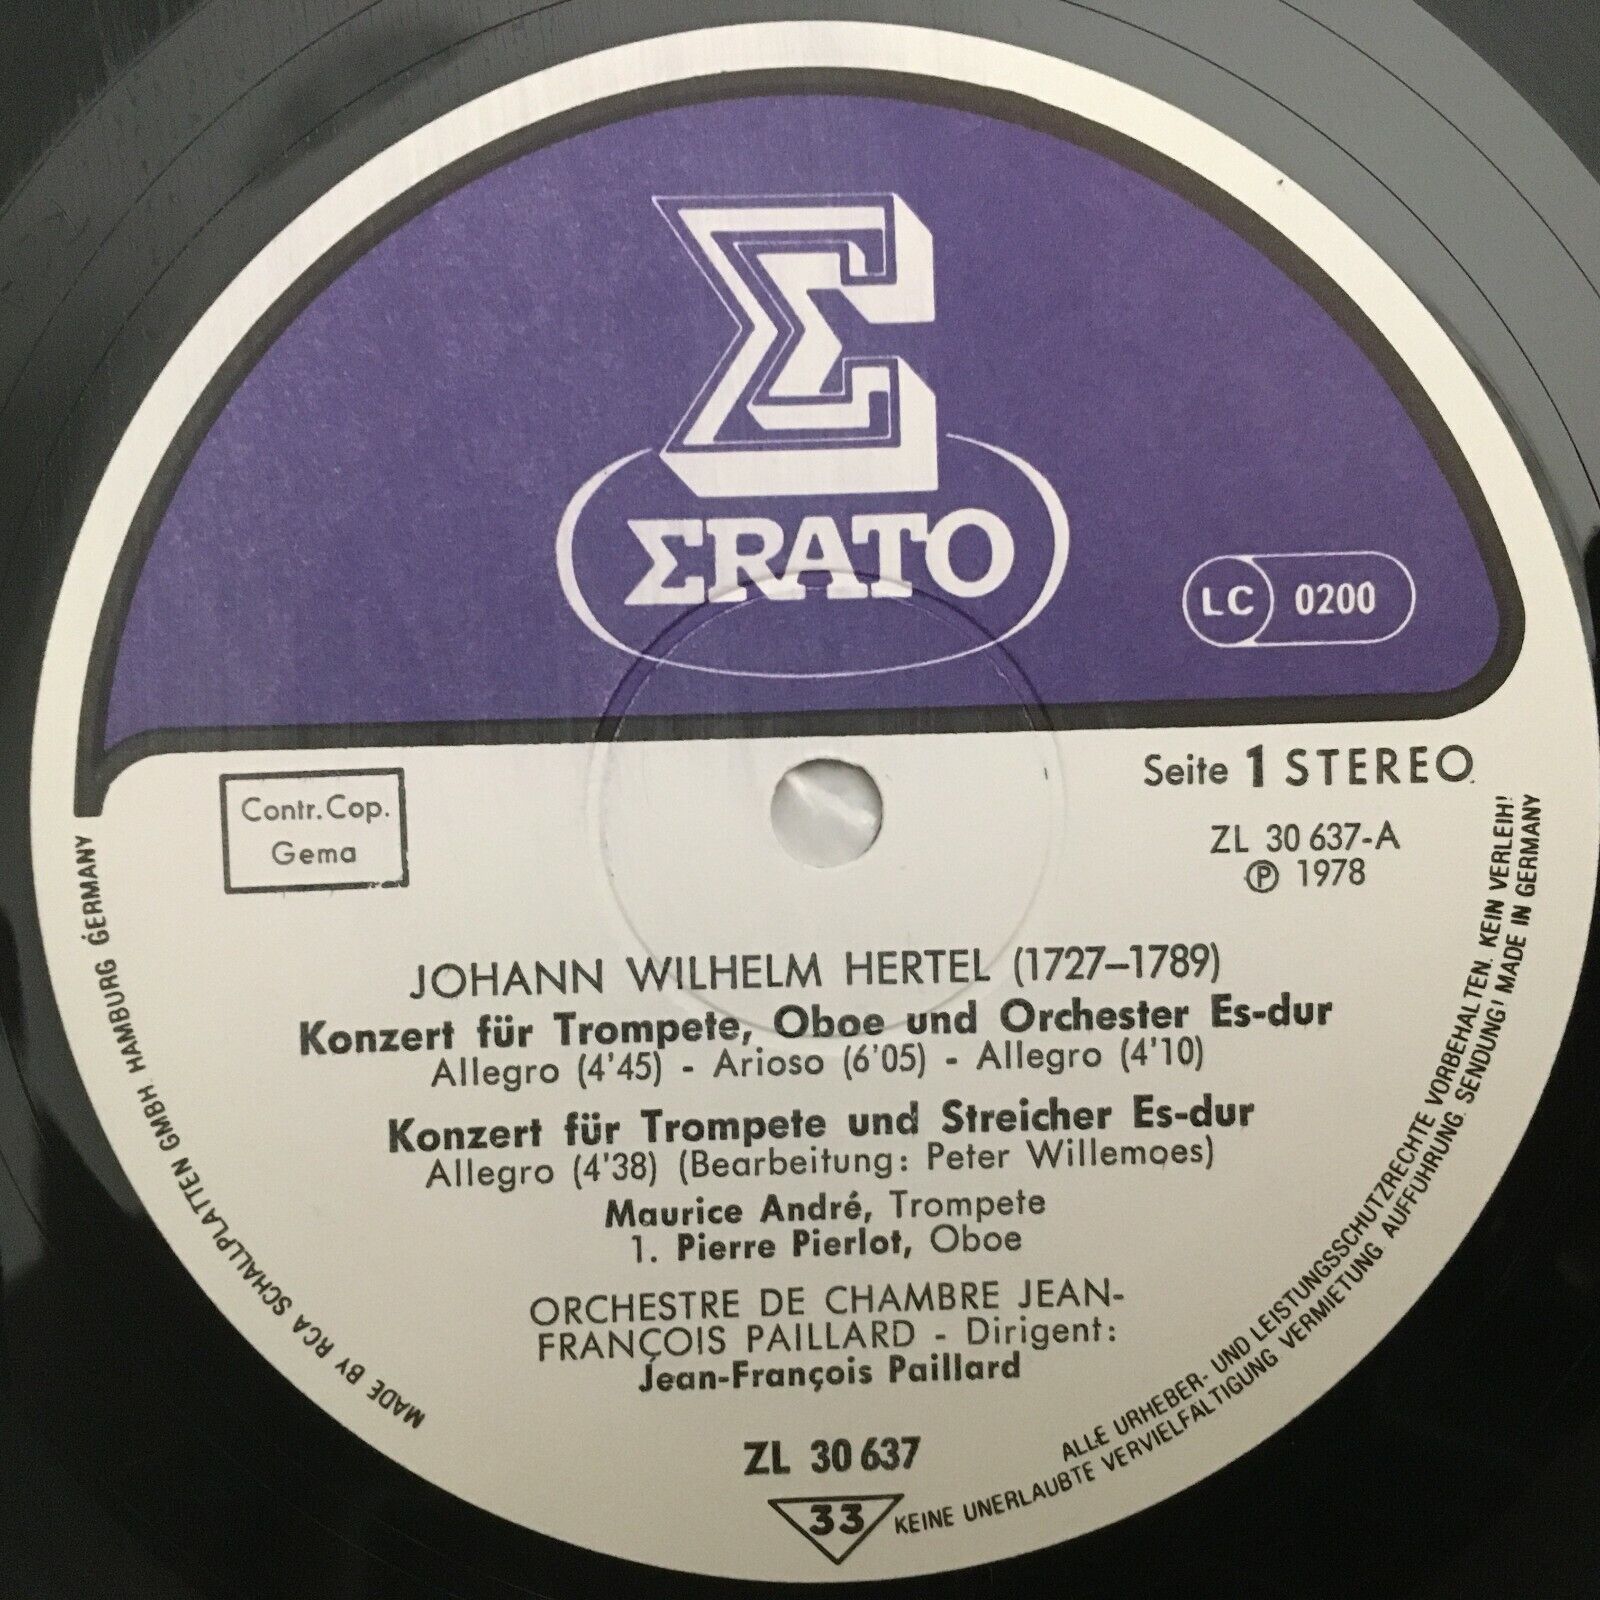 Σ
ΣRATO
LC 0200
Contr. Cop.
Gema
Seite 1 STEREO
ZL 30 637-A
Ⓟ 1978
JOHANN WILHELM HERTEL (1727–1789)
Konzert für Trompete, Oboe und Orchester Es-dur
Allegro (4'45) - Arioso (6'05) - Allegro (4'10)
Konzert für Trompete und Streicher Es-dur
Allegro (4'38) (Bearbeitung: Peter Willemoes)
Maurice André, Trompete
1. Pierre Pierlot, Oboe
ORCHESTRE DE CHAMBRE JEAN-
FRANÇOIS PAILLARD - Dirigent:
Jean-François Paillard
ZL 30 637
33
MADE BY RCA SCHALLPLATTEN GMBH HAMBURG GERMANY
ALLE URHEBER- UND LEISTUNGSSCHUTZRECHTE VORBEHALTEN. KEIN VERLEIH!
KEINE UNERLAUBTE VERVIELFALTIGUNG VERMIETUNG AUFFUHRUNG. SENDUNG! MADE IN GERMANY